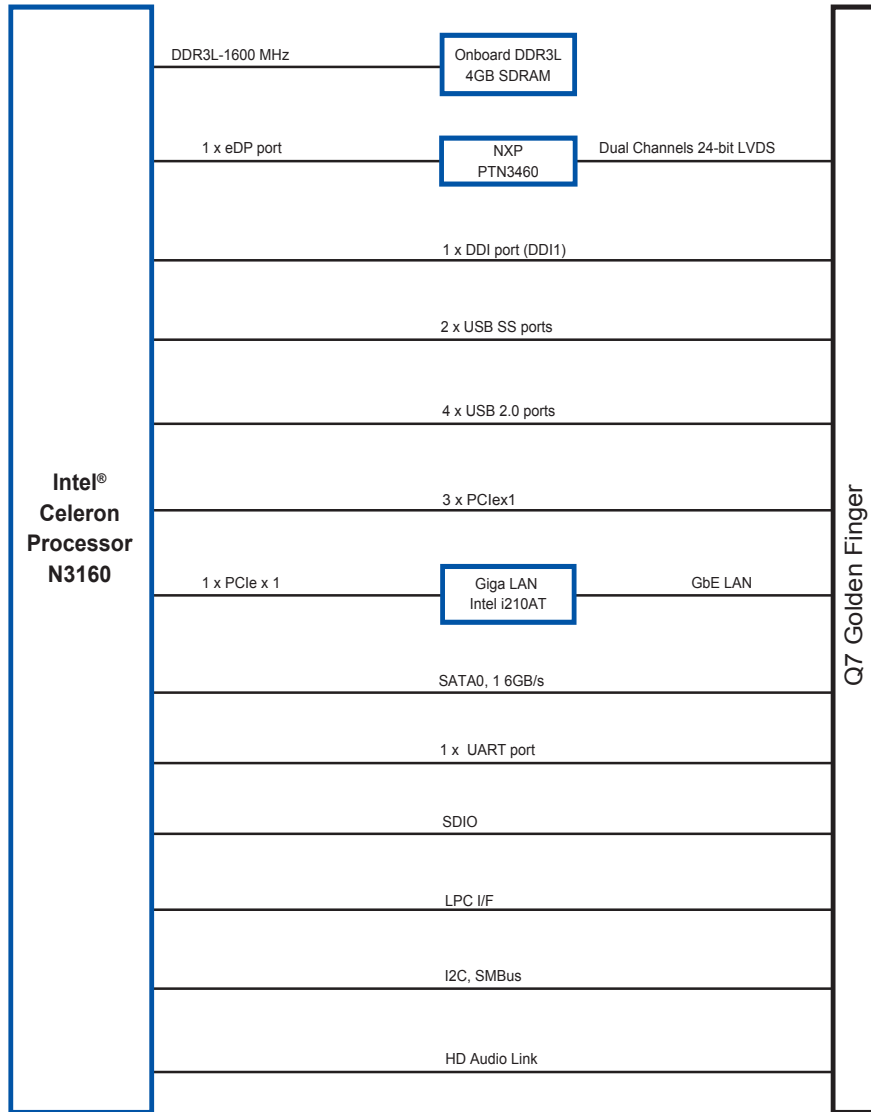 DDR3L-1600 MHz
Onboard DDR3L
4GB SDRAM
1 x eDP port
NXP
PTN3460
Dual Channels 24-bit LVDS
1 x DDI port (DDI1)
2 x USB SS ports
4 x USB 2.0 ports
Intel®
Celeron
Processor
N3160
3 x PCIex1
1 x PCIe x 1
Giga LAN
Intel i210AT
GbE LAN
Q7 Golden Finger
SATA0, 1 6GB/s
1 x  UART port
SDIO
LPC I/F
I2C, SMBus
HD Audio Link